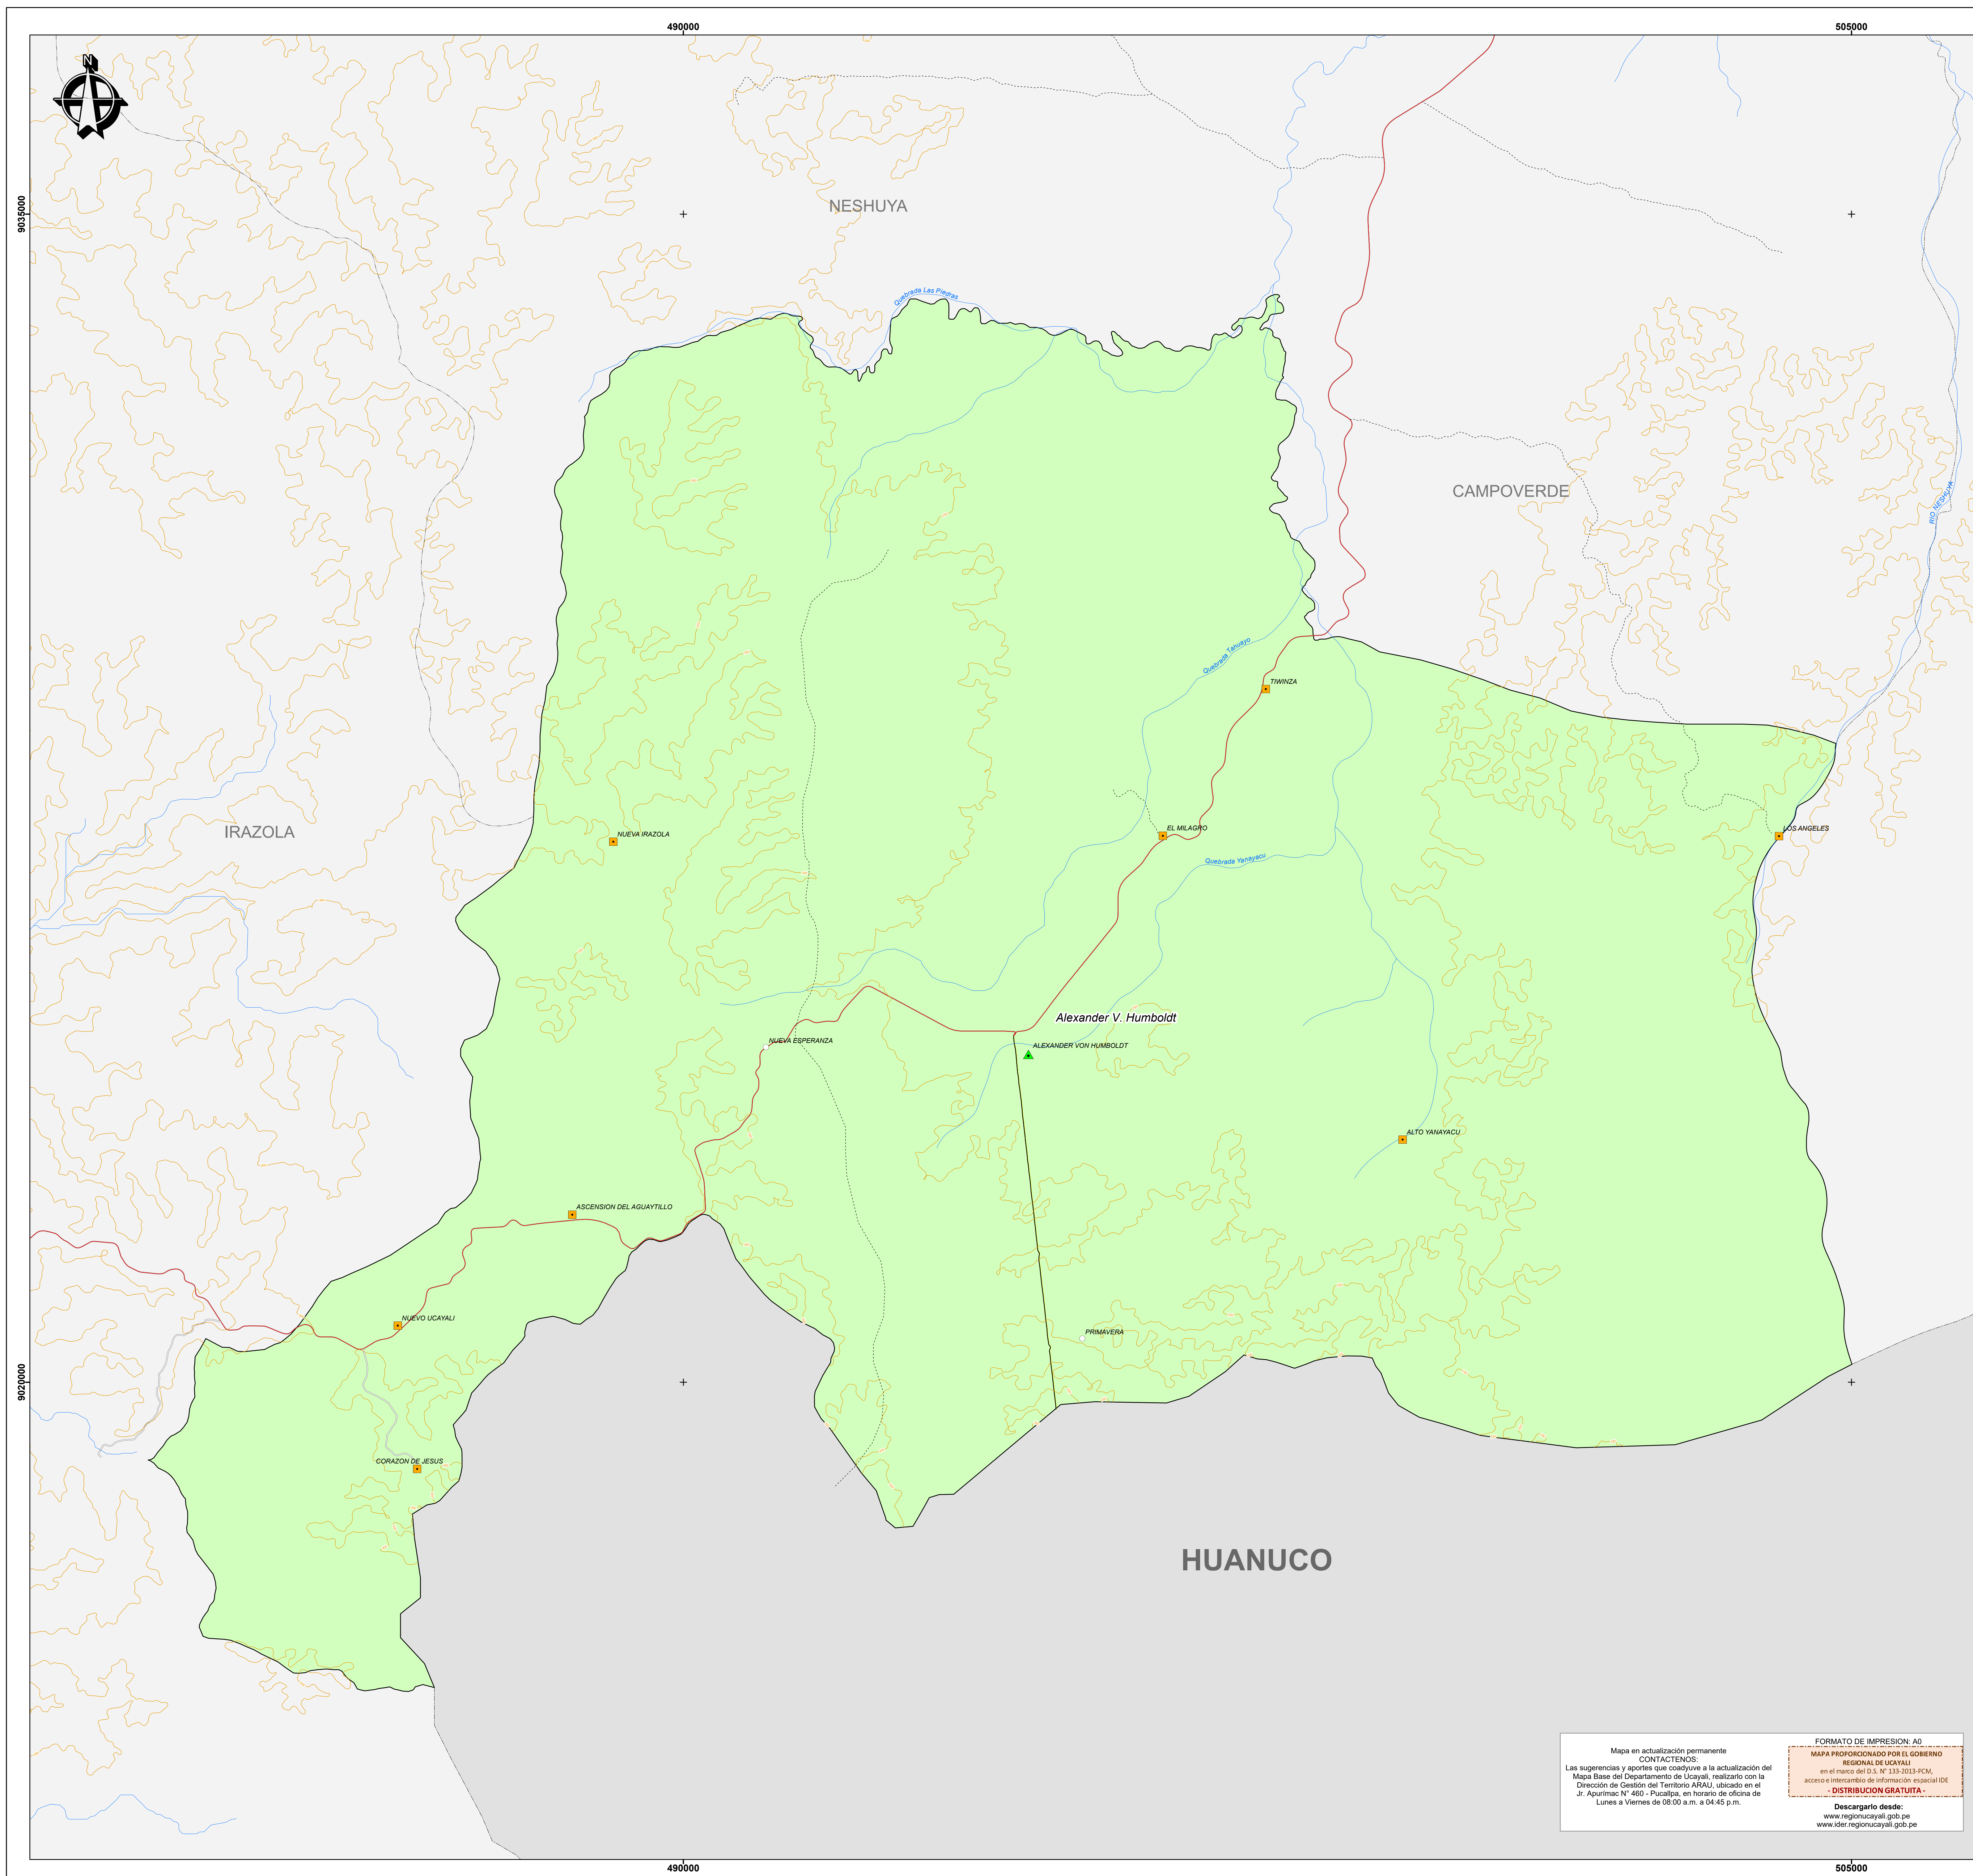 490000
505000
N
9035000
NESHUYA
Quebrada Las Piedras
CAMPOVERDE
RIO NESHUYA
Quebrada Tahuayo
TIWINZA
IRAZOLA
NUEVA IRAZOLA
EL MILAGRO
LOS ANGELES
Quebrada Yanayacu
Alexander V. Humboldt
NUEVA ESPERANZA
ALEXANDER VON HUMBOLDT
ALTO YANAYACU
ASCENSION DEL AGUAYTILLO
NUEVO UCAYALI
PRIMAVERA
9020000
CORAZON DE JESUS
HUANUCO
Mapa en actualización permanente
CONTACTENOS:
Las sugerencias y aportes que coadyuve a la actualización del
Mapa Base del Departamento de Ucayali, realizarlo con la
Dirección de Gestión del Territorio ARAU, ubicado en el
Jr. Apurímac N° 460 - Pucallpa, en horario de oficina de
Lunes a Viernes de 08:00 a.m. a 04:45 p.m.
FORMATO DE IMPRESION: A0
MAPA PROPORCIONADO POR EL GOBIERNO
REGIONAL DE UCAYALI
en el marco del D.S. N° 133-2013-PCM,
acceso e intercambio de información espacial IDE
- DISTRIBUCION GRATUITA -
Descargarlo desde:
www.regionucayali.gob.pe
www.ider.regionucayali.gob.pe
490000
505000